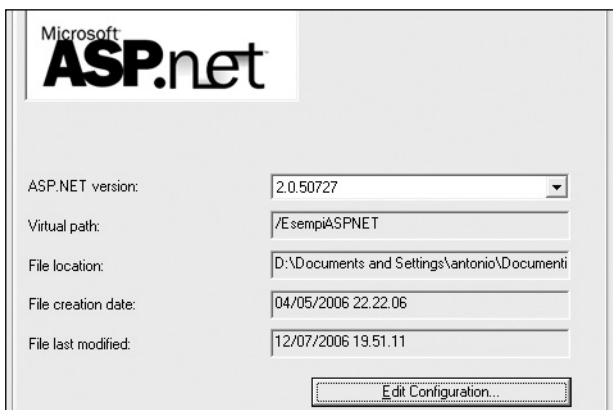 Microsoft
ASP.net
ASP.NET version: 2.0.50727
Virtual path: /EsempiASPNET
File location: D:\Documents and Settings\antonio\Documenti
File creation date: 04/05/2006 22.22.06
File last modified: 12/07/2006 19.51.11
Edit Configuration...